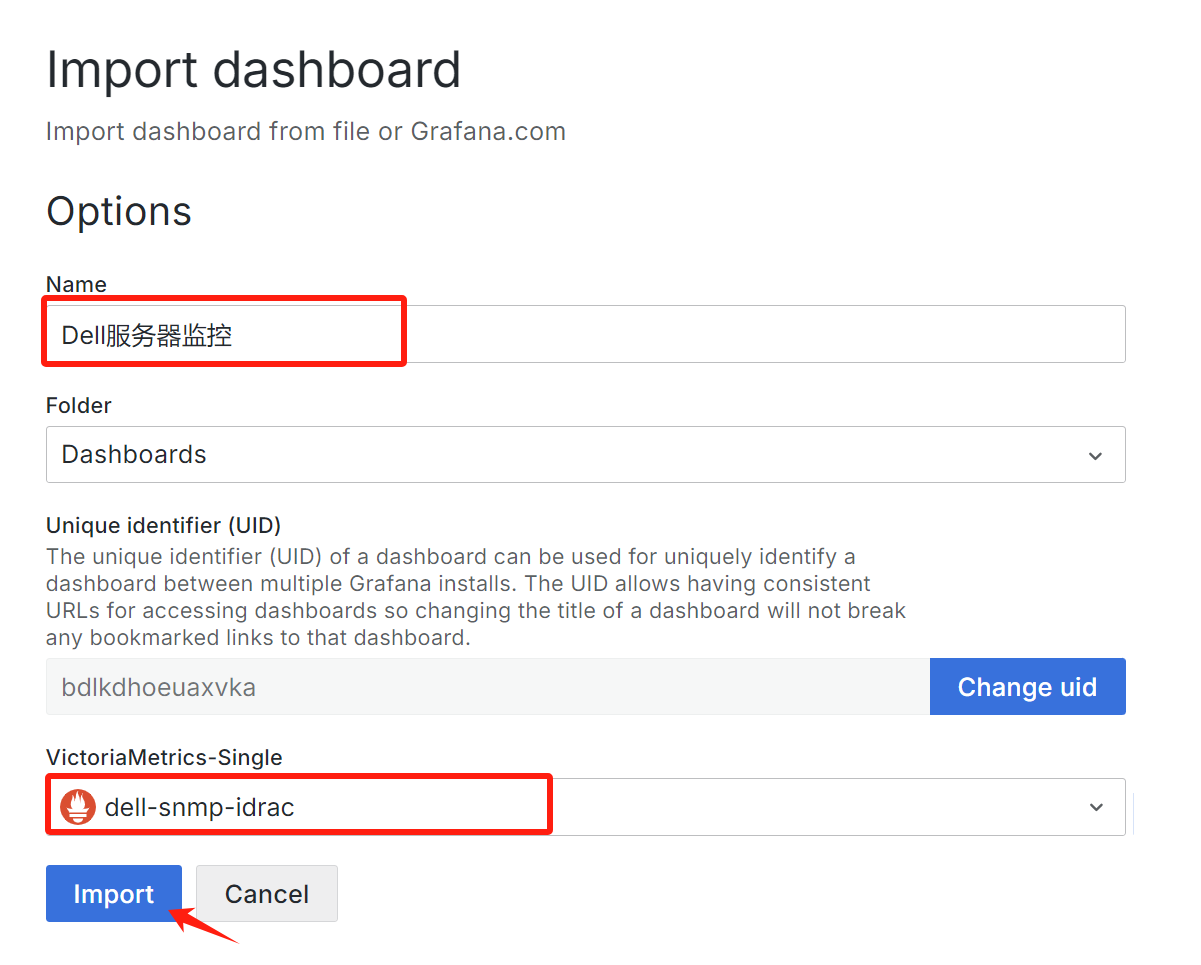 Import dashboard
Import dashboard from file or Grafana.com
Options
Name
Dell服务器监控
Folder
Dashboards
Unique identifier (UID)
The unique identifier (UID) of a dashboard can be used for uniquely identify a
dashboard between multiple Grafana installs. The UID allows having consistent
URLs for accessing dashboards so changing the title of a dashboard will not break
any bookmarked links to that dashboard.
bdlkdhoeuaxvka
Change uid
VictoriaMetrics-Single
dell-snmp-idrac
Import
Cancel